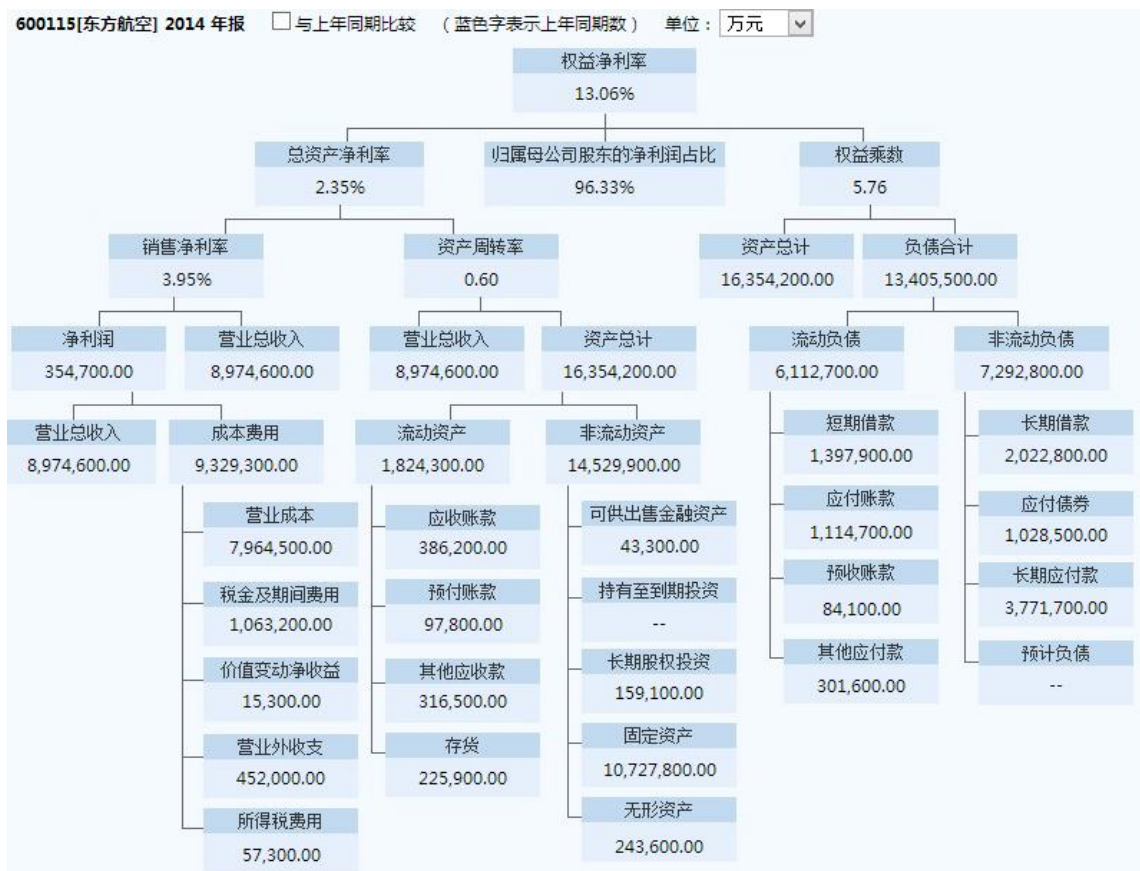 600115[东方航空] 2014 年报 与上年同期比较 (蓝色字表示上年同期数) 单位: 万元
权益净利率
13.06%
总资产净利率 归属母公司股东的净利润占比 权益乘数
2.35% 96.33% 5.76
销售净利率 资产周转率 资产总计 负债合计
3.95% 0.60 16,354,200.00 13,405,500.00
净利润 营业总收入 营业总收入 资产总计 流动负债 非流动负债
354,700.00 8,974,600.00 8,974,600.00 16,354,200.00 6,112,700.00 7,292,800.00
营业总收入 成本费用 流动资产 非流动资产
8,974,600.00 9,329,300.00 1,824,300.00 14,529,900.00
营业成本
7,964,500.00
税金及期间费用
1,063,200.00
价值变动净收益
15,300.00
营业外收支
452,000.00
所得税费用
57,300.00
应收账款
386,200.00
预付账款
97,800.00
其他应收款
316,500.00
存货
225,900.00
可供出售金融资产
43,300.00
持有至到期投资
--
长期股权投资
159,100.00
固定资产
10,727,800.00
无形资产
243,600.00
短期借款
1,397,900.00
应付账款
1,114,700.00
预收账款
84,100.00
其他应付款
301,600.00
长期借款
2,022,800.00
应付债券
1,028,500.00
长期应付款
3,771,700.00
预计负债
--